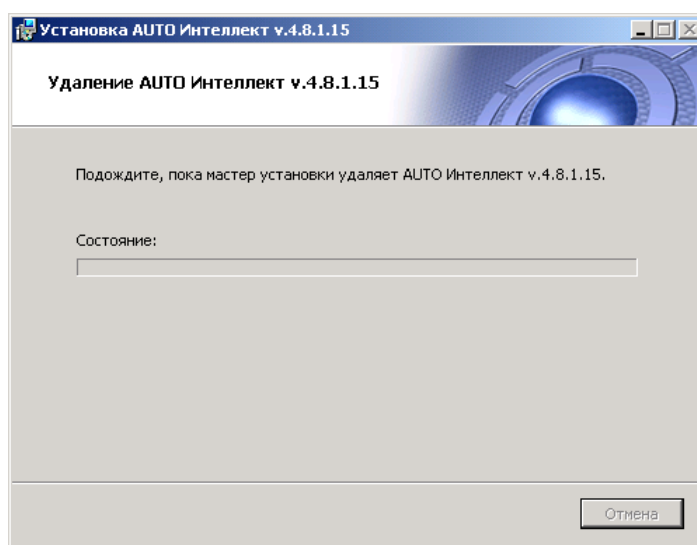 Установка AUTO Интеллект v.4.8.1.15
Удаление AUTO Интеллект v.4.8.1.15
Подождите, пока мастер установки удаляет AUTO Интеллект v.4.8.1.15.
Состояние:
Отмена